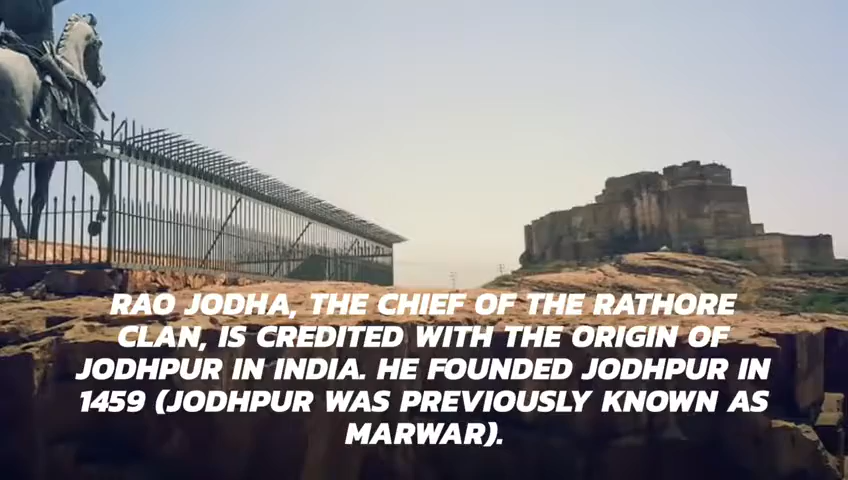 RAO JODHA, THE CHIEF OF THE RATHORE
CLAN, IS CREDITED WITH THE ORIGIN OF
JODHPUR IN INDIA. HE FOUNDED JODHPUR IN
1459 (JODHPUR WAS PREVIOUSLY KNOWN AS
MARWAR).